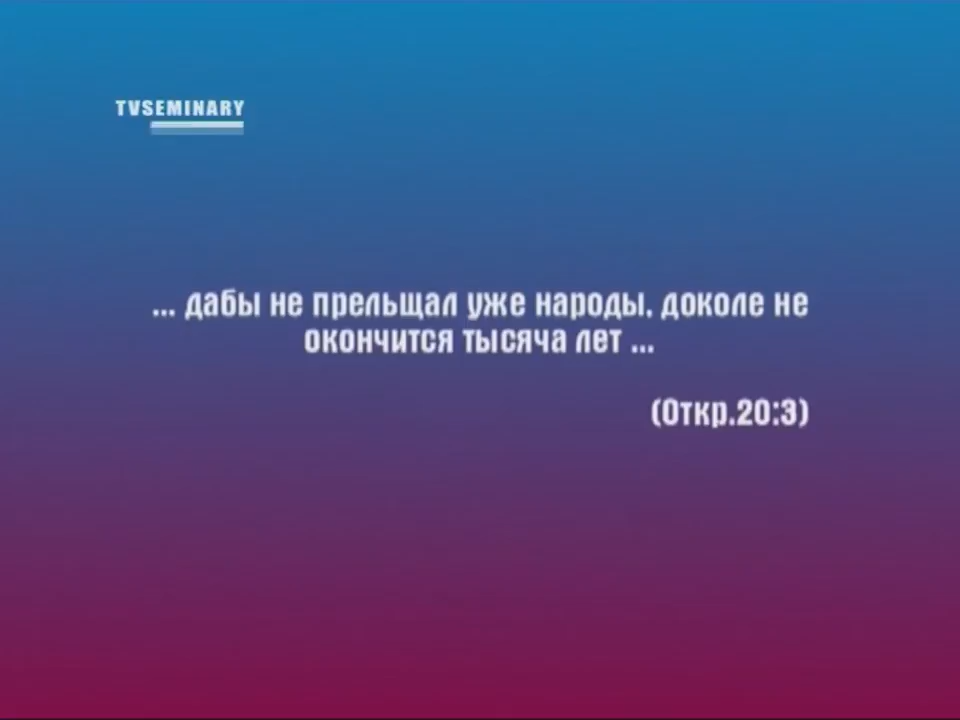 TVSEMINARY
... дабы не прельщал уже народы, доколе не
окончится тысяча лет ...
(Откр.20:3)